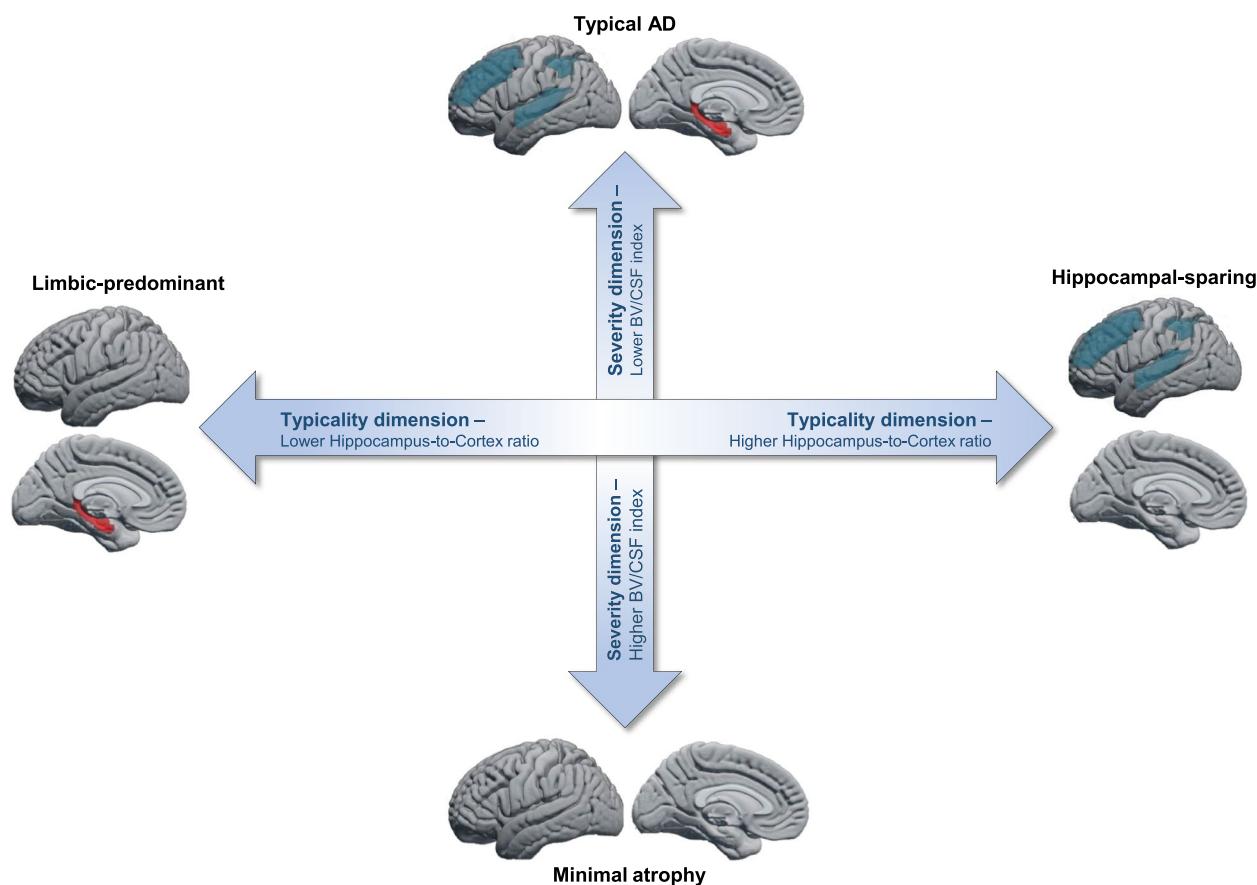 Typical AD
Severity dimension –
Lower BV/CSF index
Limbic-predominant
Hippocampal-sparing
Typicality dimension –
Lower Hippocampus-to-Cortex ratio
Typicality dimension –
Higher Hippocampus-to-Cortex ratio
Severity dimension –
Higher BV/CSF index
Minimal atrophy